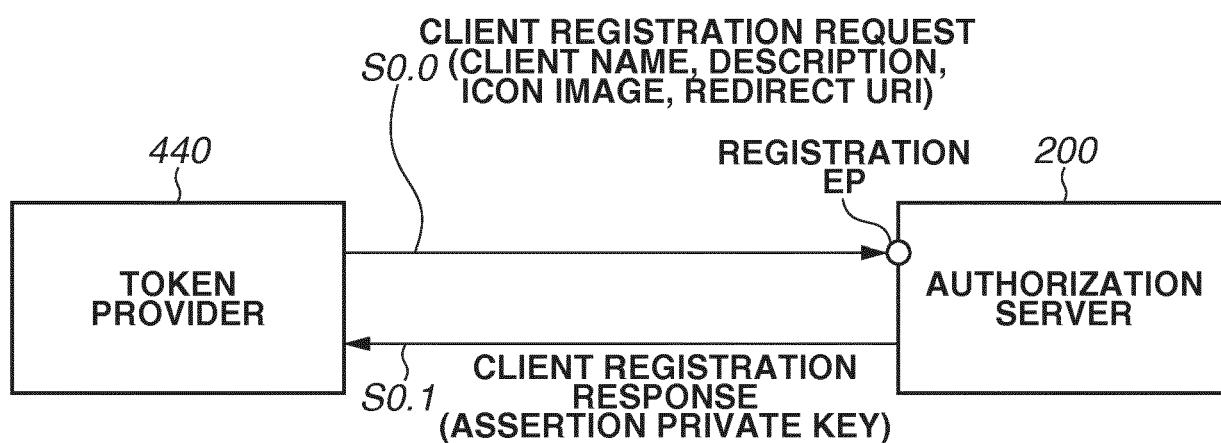 CLIENT REGISTRATION REQUEST
S0.0 (CLIENT NAME, DESCRIPTION,
ICON IMAGE, REDIRECT URI)
440
REGISTRATION
EP
200
TOKEN
PROVIDER
AUTHORIZATION
SERVER
S0.1
CLIENT REGISTRATION
RESPONSE
(ASSERTION PRIVATE KEY)